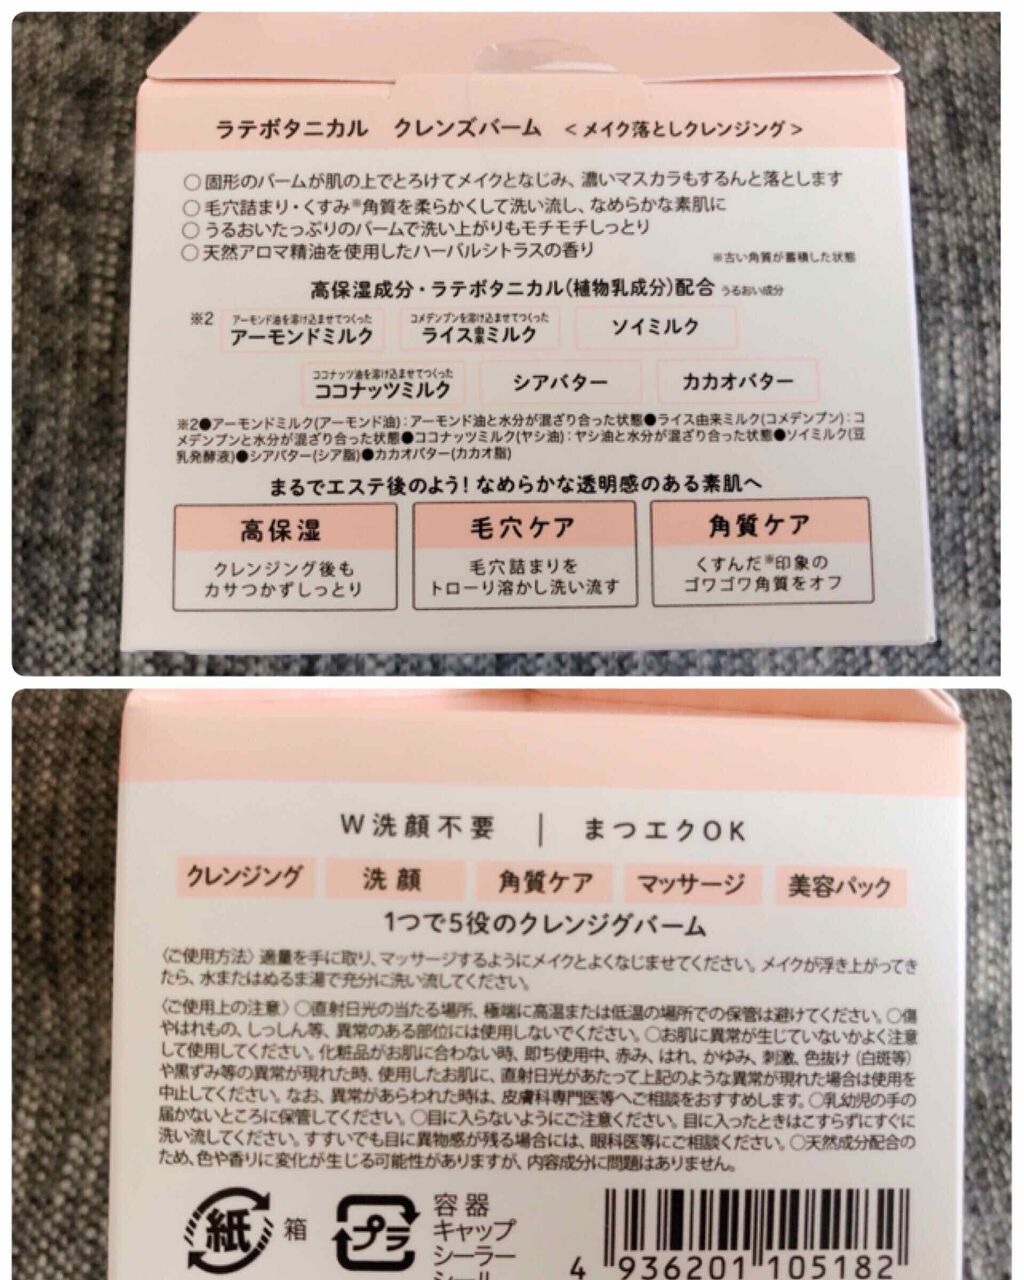 ラテボタニカル クレンズバーム <メイク落としクレンジング>
○固形のバームが肌の上でとろけてメイクとなじみ、濃いマスカラもするんと落とします
○毛穴詰まり・くすみ※角質を柔らかくして洗い流し、なめらかな素肌に
○うるおいたっぷりのバームで洗い上がりもモチモチしっとり
○天然アロマ精油を使用したハーバルシトラスの香り
※古い角質が蓄積した状態
高保湿成分・ラテボタニカル(植物乳成分)配合 うるおい成分
※2
アーモンド油を溶け込ませてつくった コメデンプンを溶け込ませてつくった
アーモンドミルク ライス由来ミルク ソイミルク
ココナッツ油を溶け込ませてつくった
ココナッツミルク シアバター カカオバター
※2●アーモンドミルク(アーモンド油):アーモンド油と水分が混ざり合った状態●ライス由来ミルク(コメデンプン):コ
メデンプンと水分が混ざり合った状態●ココナッツミルク(ヤシ油):ヤシ油と水分が混ざり合った状態●ソイミルク(豆
乳発酵液)●シアバター(シア脂)●カカオバター(カカオ脂)
まるでエステ後のよう!なめらかな透明感のある素肌へ
高保湿 毛穴ケア 角質ケア
クレンジング後も 毛穴詰まりを くすんだ※印象の
カサつかずしっとり トローり溶かし洗い流す ゴワゴワ角質をオフ
W洗顔不要 | まつエクOK
クレンジング 洗顔 角質ケア マッサージ 美容パック
1つで5役のクレンジグバーム
〈ご使用方法〉適量を手に取り、マッサージするようにメイクとよくなじませてください。メイクが浮き上がってき
たら、水またはぬるま湯で充分に洗い流してください。
〈ご使用上の注意〉○直射日光の当たる場所、極端に高温または低温の場所での保管は避けてください。○傷
やはれもの、しっしん等、異常のある部位には使用しないでください。○お肌に異常が生じていないかよく注意
して使用してください。化粧品がお肌に合わない時、即ち使用中、赤み、はれ、かゆみ、刺激、色抜け(白斑等)
や黒ずみ等の異常が現れた時、使用したお肌に、直射日光があたって上記のような異常が現れた場合は使用を
中止してください。なお、異常があらわれた時は、皮膚科専門医等へご相談をおすすめします。○乳幼児の手の
届かないところに保管してください。○目に入らないようにご注意ください。目に入ったときはこすらずにすぐに
洗い流してください。すすいでも目に異物感が残る場合には、眼科医等にご相談ください。○天然成分配合の
ため、色や香りに変化が生じる可能性がありますが、内容成分に問題はありません。
紙 箱 プラ 容器
キャップ
シーラー
シール
4 936201 105182